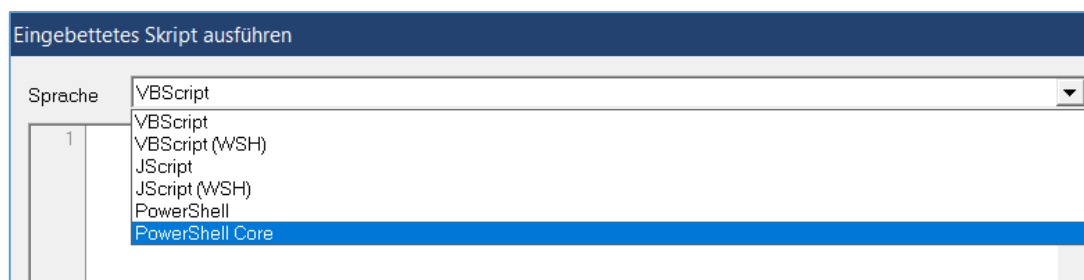 Eingebettetes Skript ausführen
Sprache VBScript
1
VBScript
VBScript (WSH)
JScript
JScript (WSH)
PowerShell
PowerShell Core